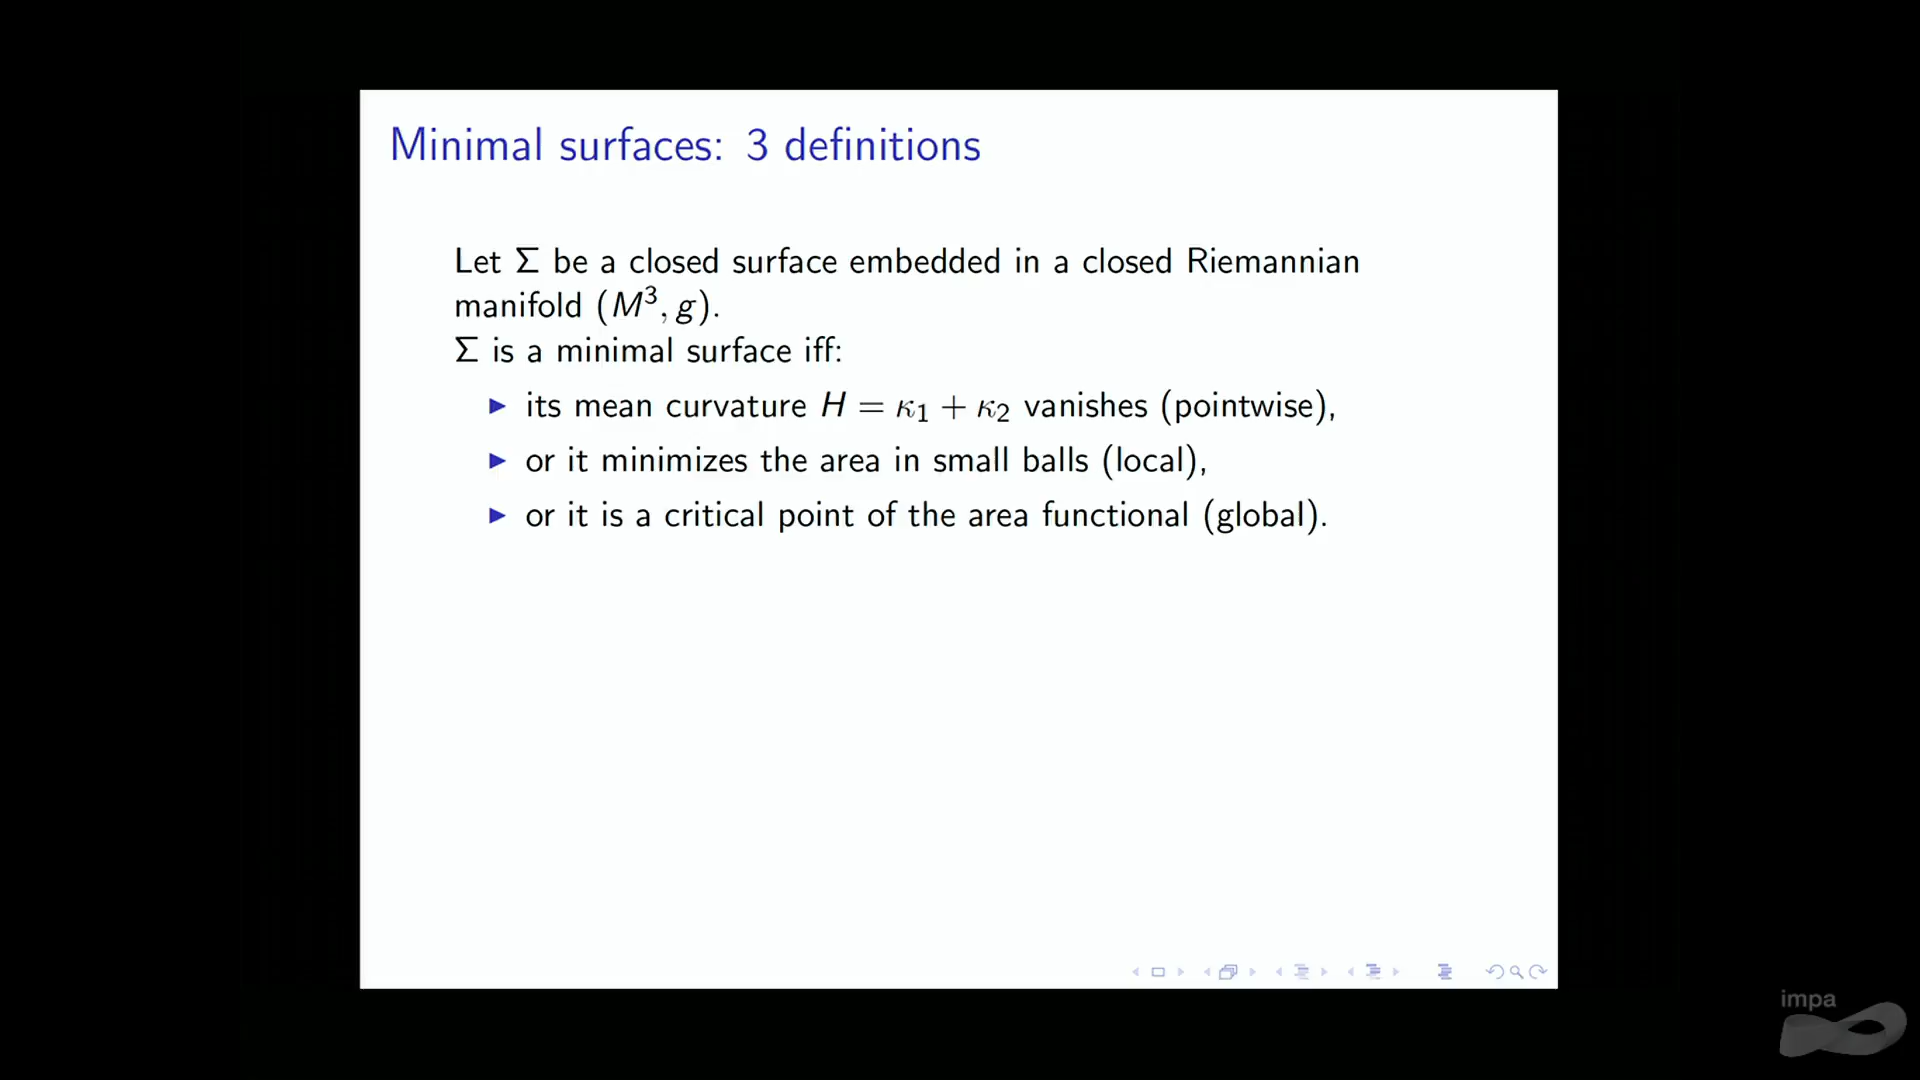 Minimal surfaces: 3 definitions
Let Σ be a closed surface embedded in a closed Riemannian
manifold (M³, g).
Σ is a minimal surface iff:
▶ its mean curvature H = κ₁ + κ₂ vanishes (pointwise),
▶ or it minimizes the area in small balls (local),
▶ or it is a critical point of the area functional (global).
impa